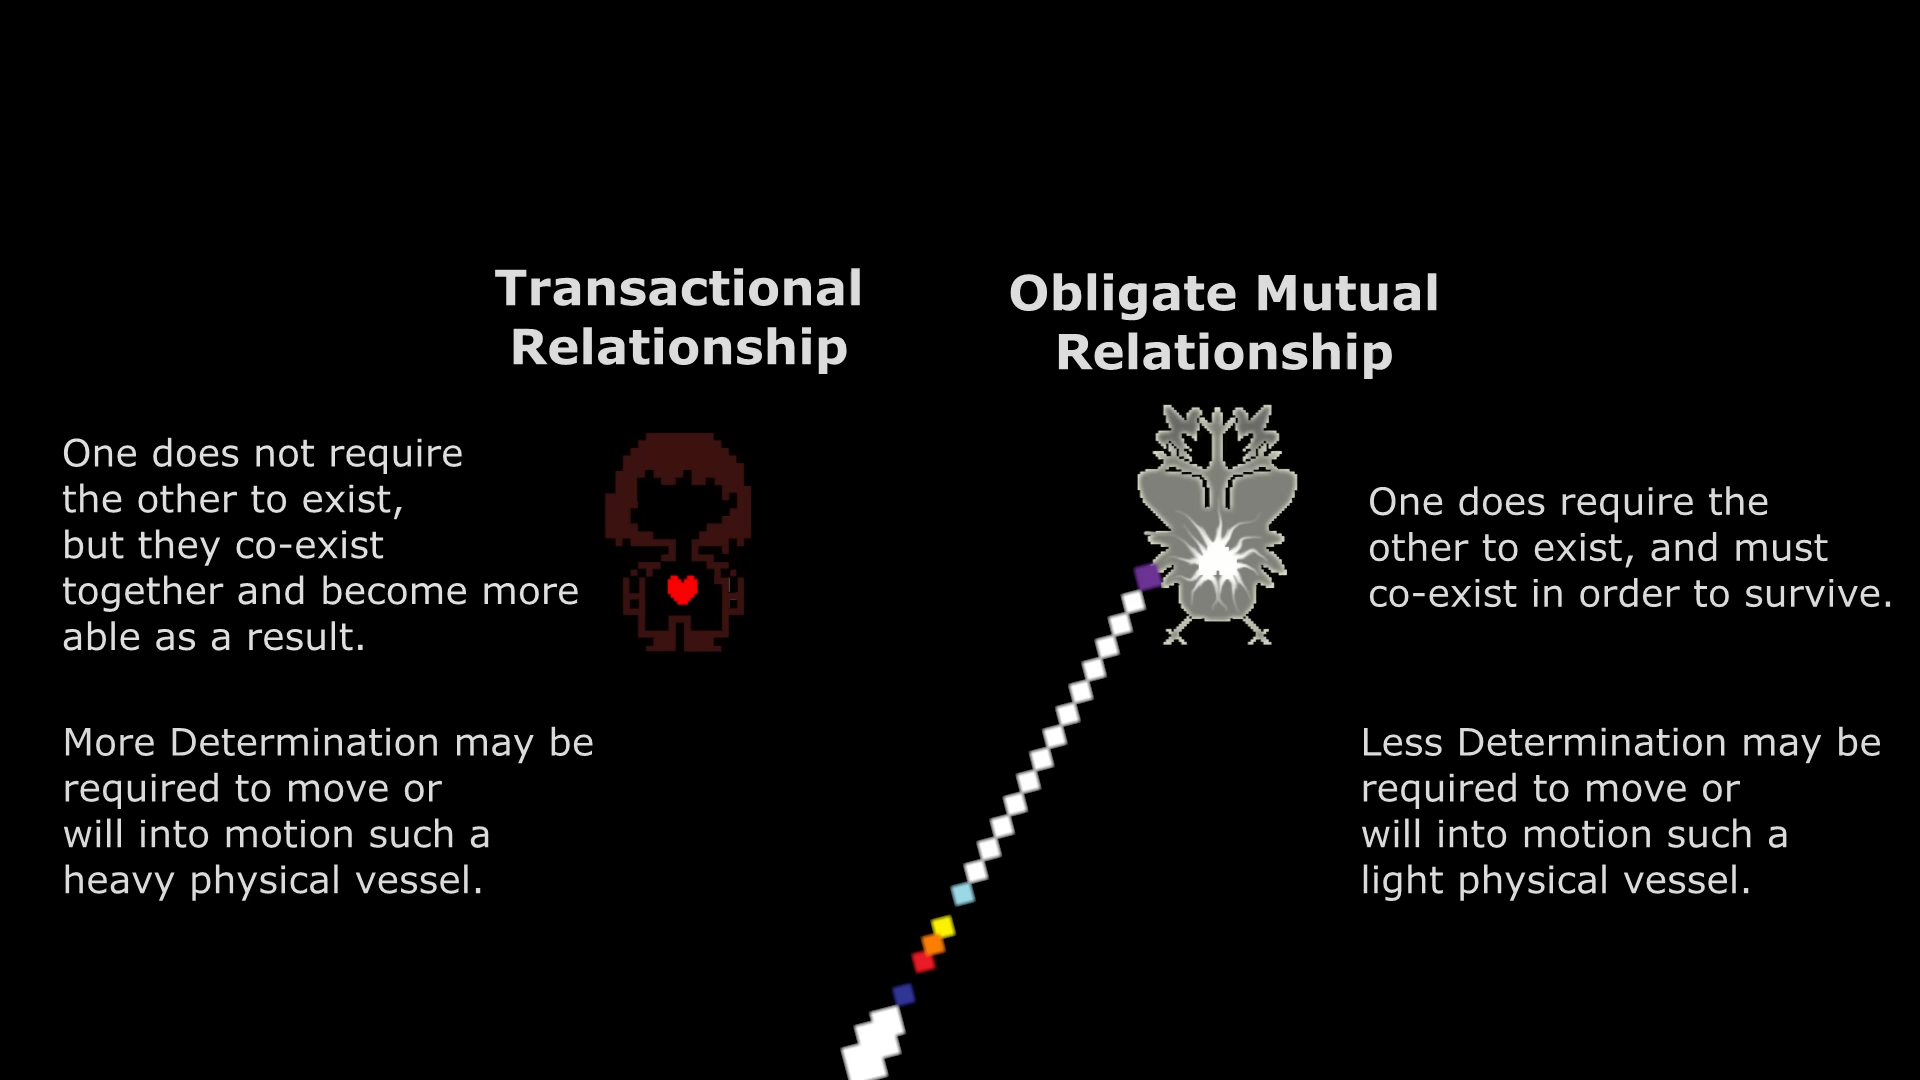 Transactional
Relationship
Obligate Mutual
Relationship
One does not require
the other to exist,
but they co-exist
together and become more
able as a result.
One does require the
other to exist, and must
co-exist in order to survive.
More Determination may be
required to move or
will into motion such a
heavy physical vessel.
Less Determination may be
required to move or
will into motion such a
light physical vessel.